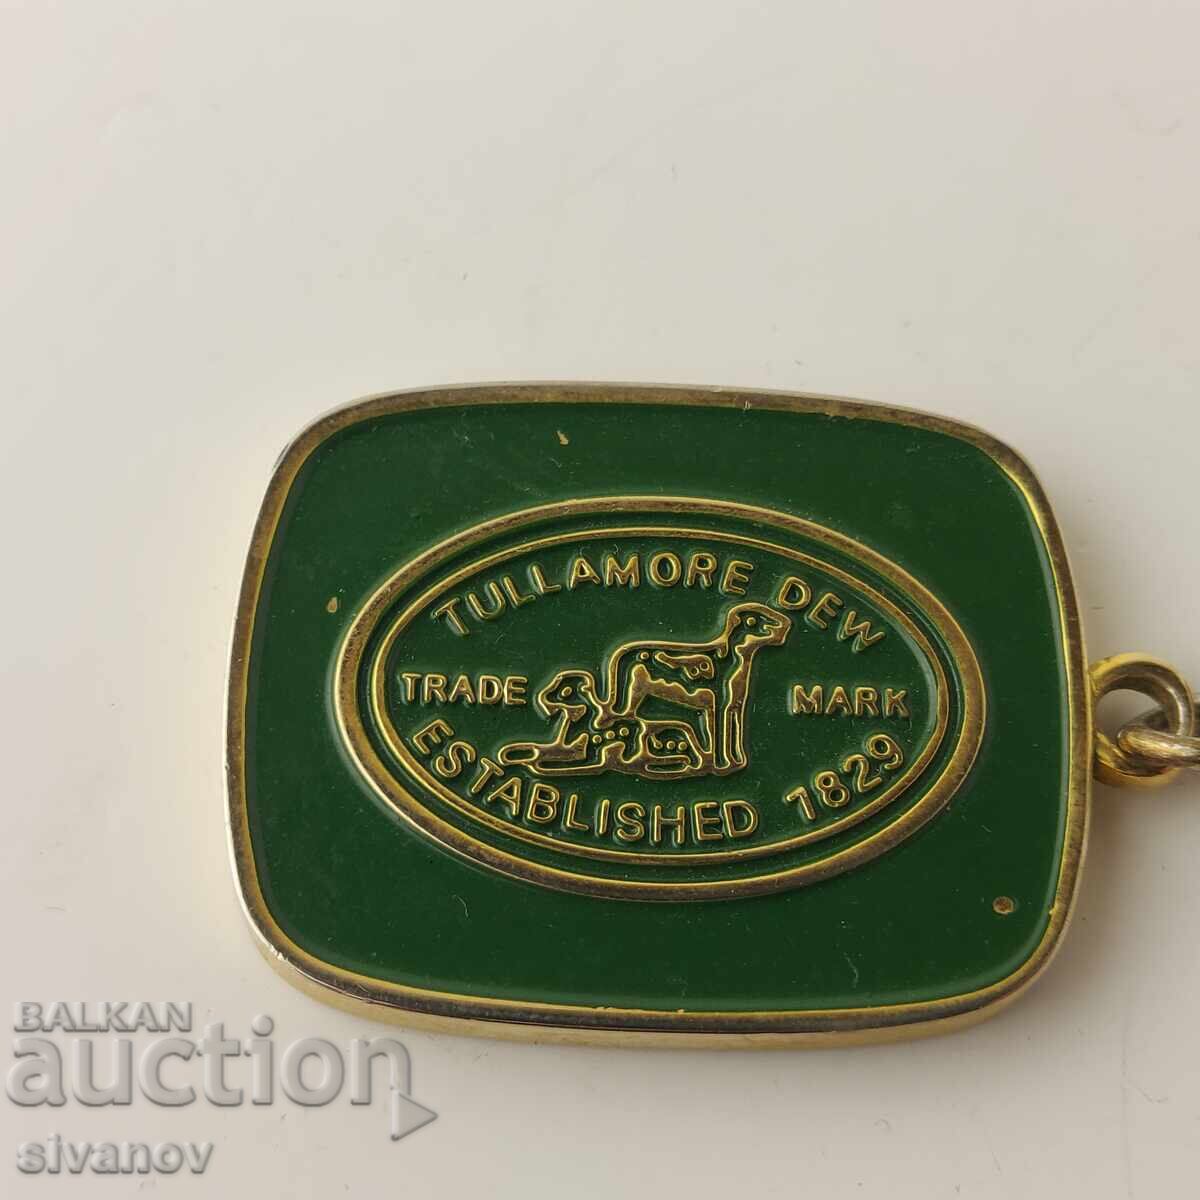 TULLAMORE DEW
TRADE MARK
ESTABLISHED 1829
BALKAN
auction
sivanov